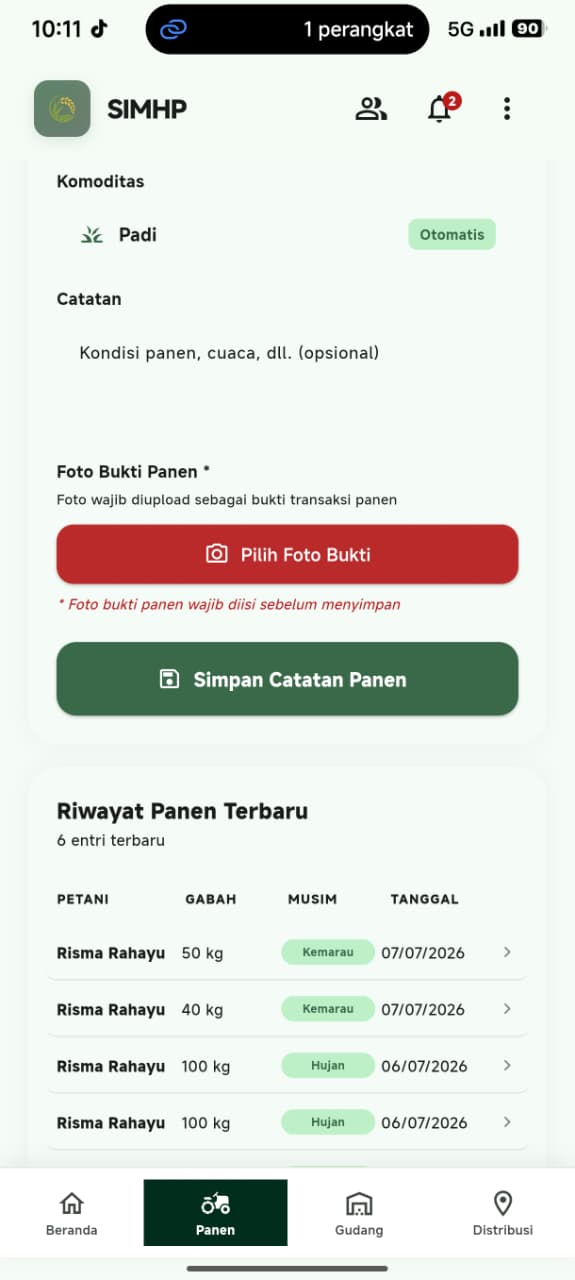 10:11
1 perangkat
5G
90
SIMHP
2
Komoditas
Padi
Otomatis
Catatan
Kondisi panen, cuaca, dll. (opsional)
Foto Bukti Panen *
Foto wajib diupload sebagai bukti transaksi panen
Pilih Foto Bukti
* Foto bukti panen wajib diisi sebelum menyimpan
Simpan Catatan Panen
Riwayat Panen Terbaru
6 entri terbaru
PETANI GABAH MUSIM TANGGAL
Risma Rahayu 50 kg Kemarau 07/07/2026
Risma Rahayu 40 kg Kemarau 07/07/2026
Risma Rahayu 100 kg Hujan 06/07/2026
Risma Rahayu 100 kg Hujan 06/07/2026
Beranda Panen Gudang Distribusi